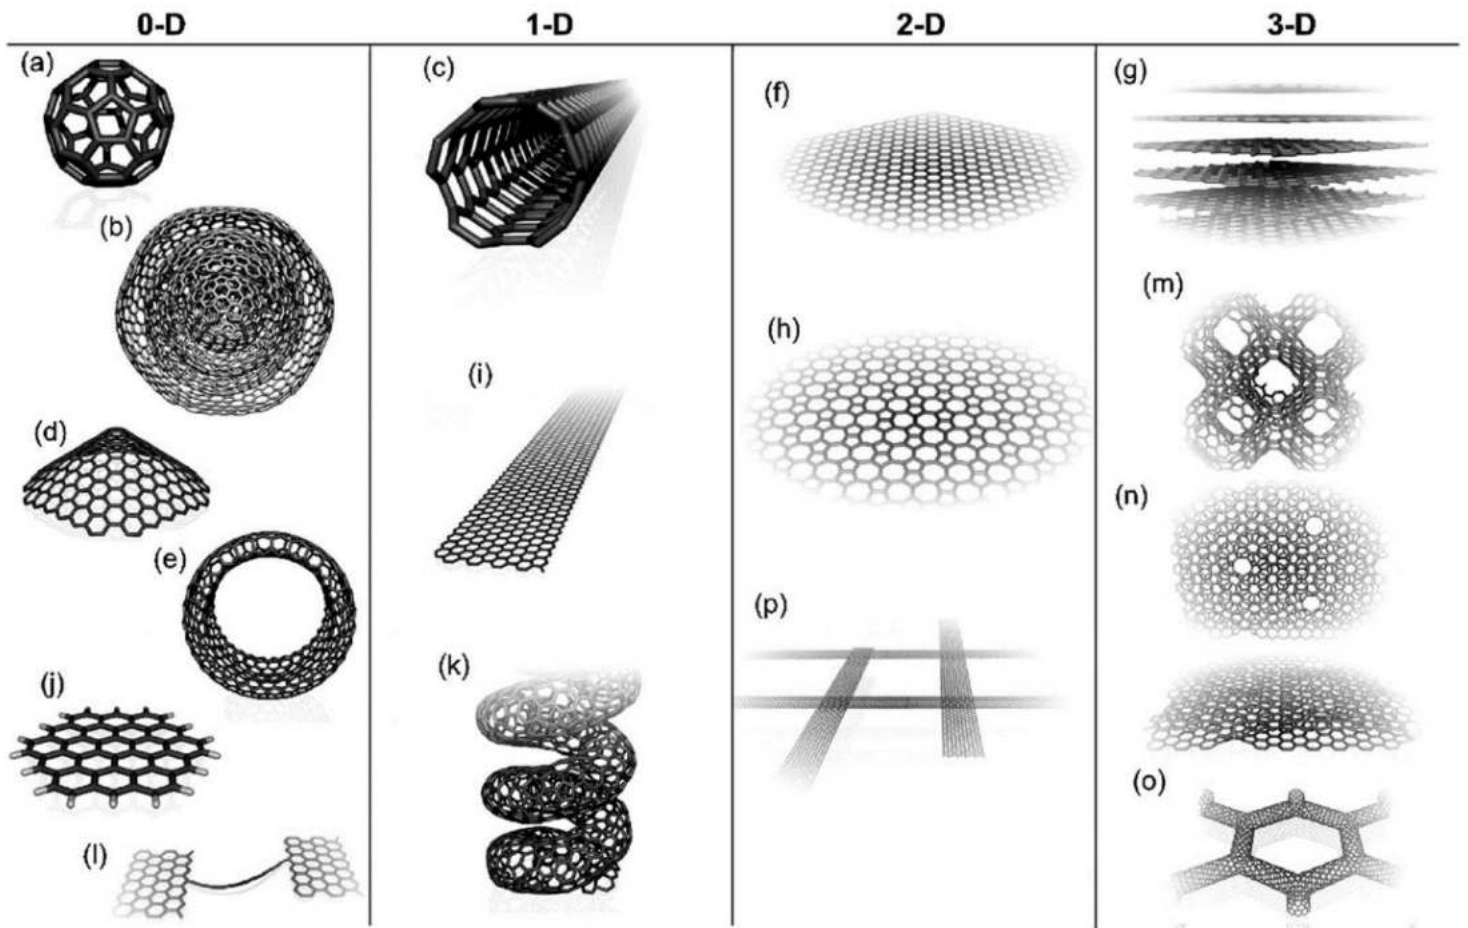 0-D 1-D 2-D 3-D
(a)
(b)
(d)
(e)
(j)
(l)
(c)
(i)
(k)
(f)
(h)
(p)
(g)
(m)
(n)
(o)